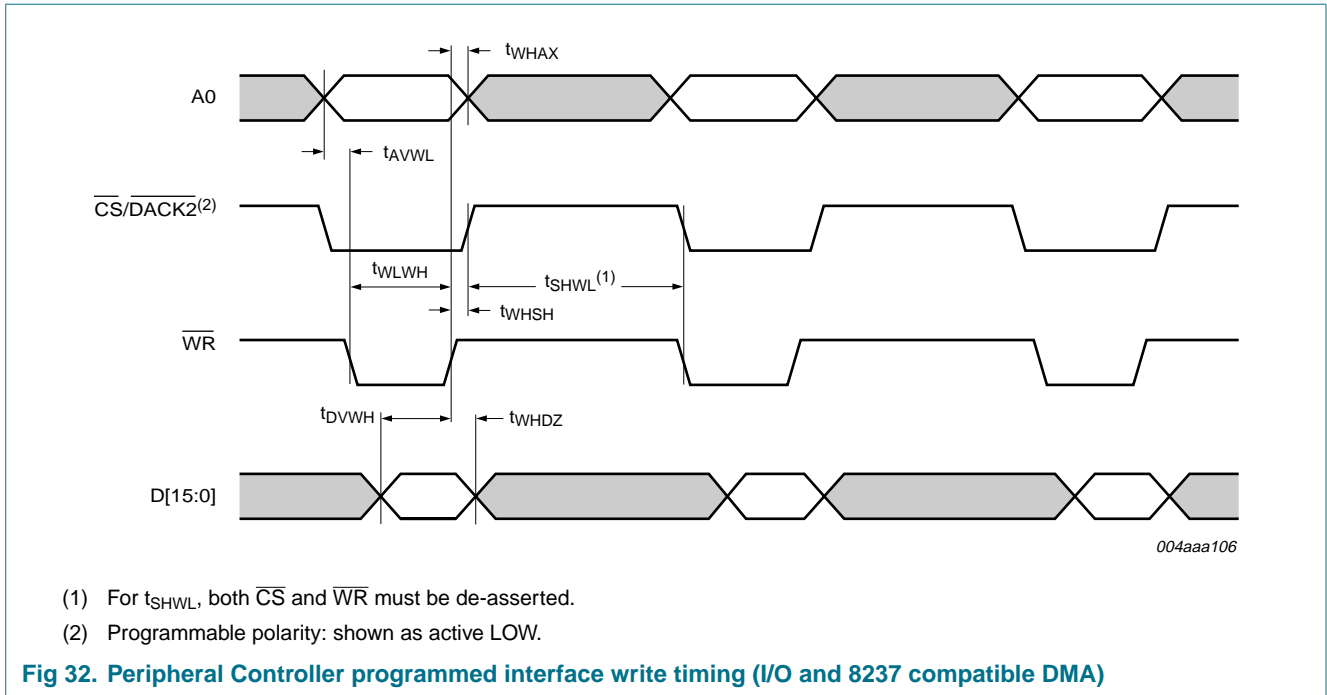 tWHAX
A0
tAVWL
CS/DACK2(2)
tWLWH
tSHWL(1)
tWHSH
WR
tDVWH
tWHDZ
D[15:0]
004aaa106
(1) For tSHWL, both CS and WR must be de-asserted.
(2) Programmable polarity: shown as active LOW.
Fig 32. Peripheral Controller programmed interface write timing (I/O and 8237 compatible DMA)